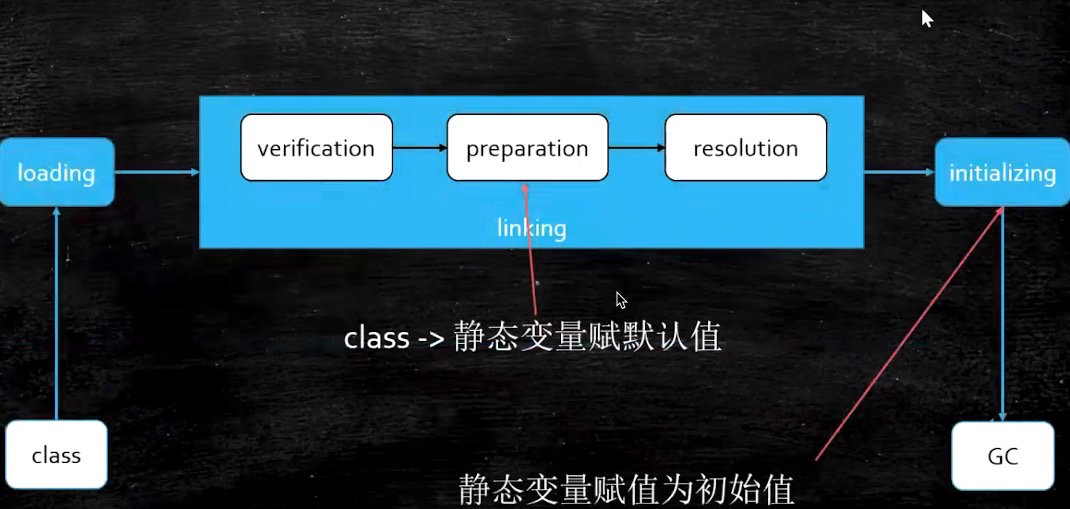 verification
preparation
resolution
loading
initializing
linking
class -> 静态变量赋默认值
class
GC
静态变量赋值为初始值